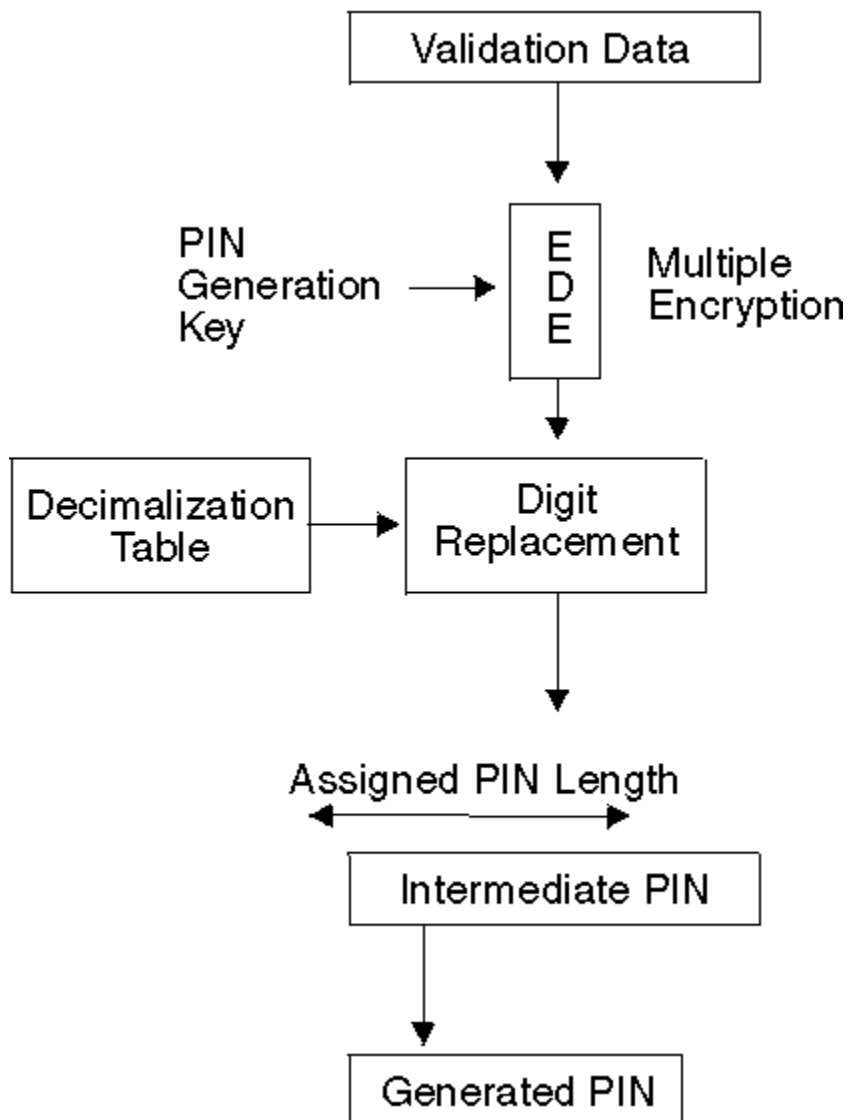 Validation Data
PIN
Generation
Key
E
D
E
Multiple
Encryption
Decimalization
Table
Digit
Replacement
Assigned PIN Length
Intermediate PIN
Generated PIN